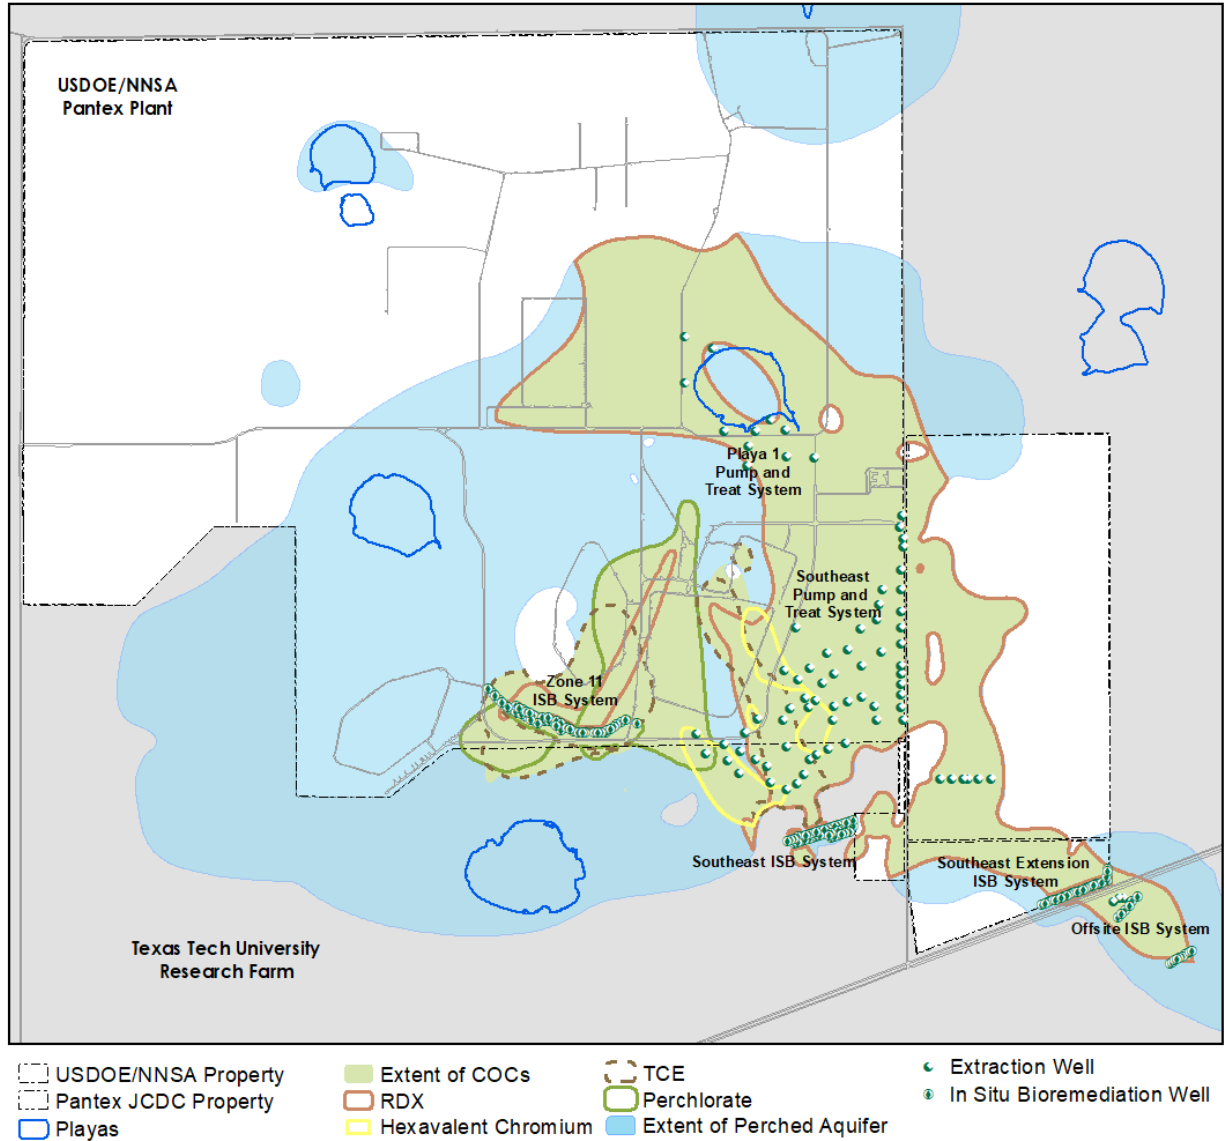 USDOE/NNSA
Pantex Plant
Playa 1
Pump and
Treat System
Southeast
Pump and
Treat System
Zone 11
ISB System
Southeast ISB System
Southeast Extension
ISB System
Offsite ISB System
Texas Tech University
Research Farm
USDOE/NNSA Property
Pantex JCDC Property
Playas
Extent of COCs
RDX
Hexavalent Chromium
TCE
Perchlorate
Extent of Perched Aquifer
Extraction Well
In Situ Bioremediation Well